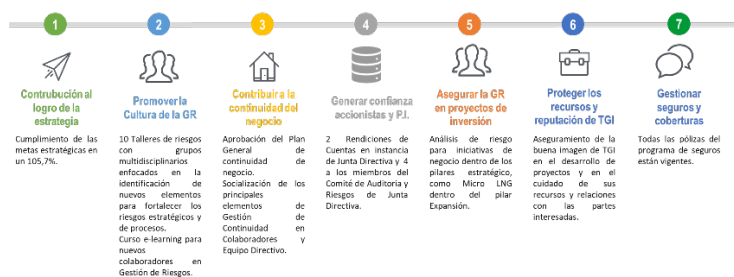 1
Contrubución al
logro de la
estrategia
Cumplimiento de las
metas estratégicas en
un 105,7%.
2
Promover la
Cultura de la GR
10 Talleres de riesgos
con grupos
multidisciplinarios
enfocados en la
identificación de
nuevos elementos
para fortalecer los
riesgos estratégicos y
de procesos.
Curso e-learning para
nuevos
colaboradores en
Gestión de Riesgos.
3
Contribuir a la
continuidad del
negocio
Aprobación del Plan
General de
continuidad de
negocio.
Socialización de los
principales
elementos de
Gestión de
Continuidad en
Colaboradores y
Equipo Directivo.
4
Generar confianza
accionistas y P.I.
2 Rendiciones de
Cuentas en instancia
de Junta Directiva y 4
a los miembros del
Comité de Auditoria y
Riesgos de Junta
Directiva.
5
Asegurar la GR
en proyectos de
inversión
Análisis de riesgo
para iniciativas de
negocio dentro de los
pilares estratégico,
como Micro LNG
dentro del pilar
Expansión.
6
Proteger los
recursos y
reputación de TGI
Aseguramiento de la
buena imagen de TGI
en el desarrollo de
proyectos y en el
cuidado de sus
recursos y relaciones
con las partes
interesadas.
7
Gestionar
seguros y
coberturas
Todas las pólizas del
programa de seguros
están vigentes.